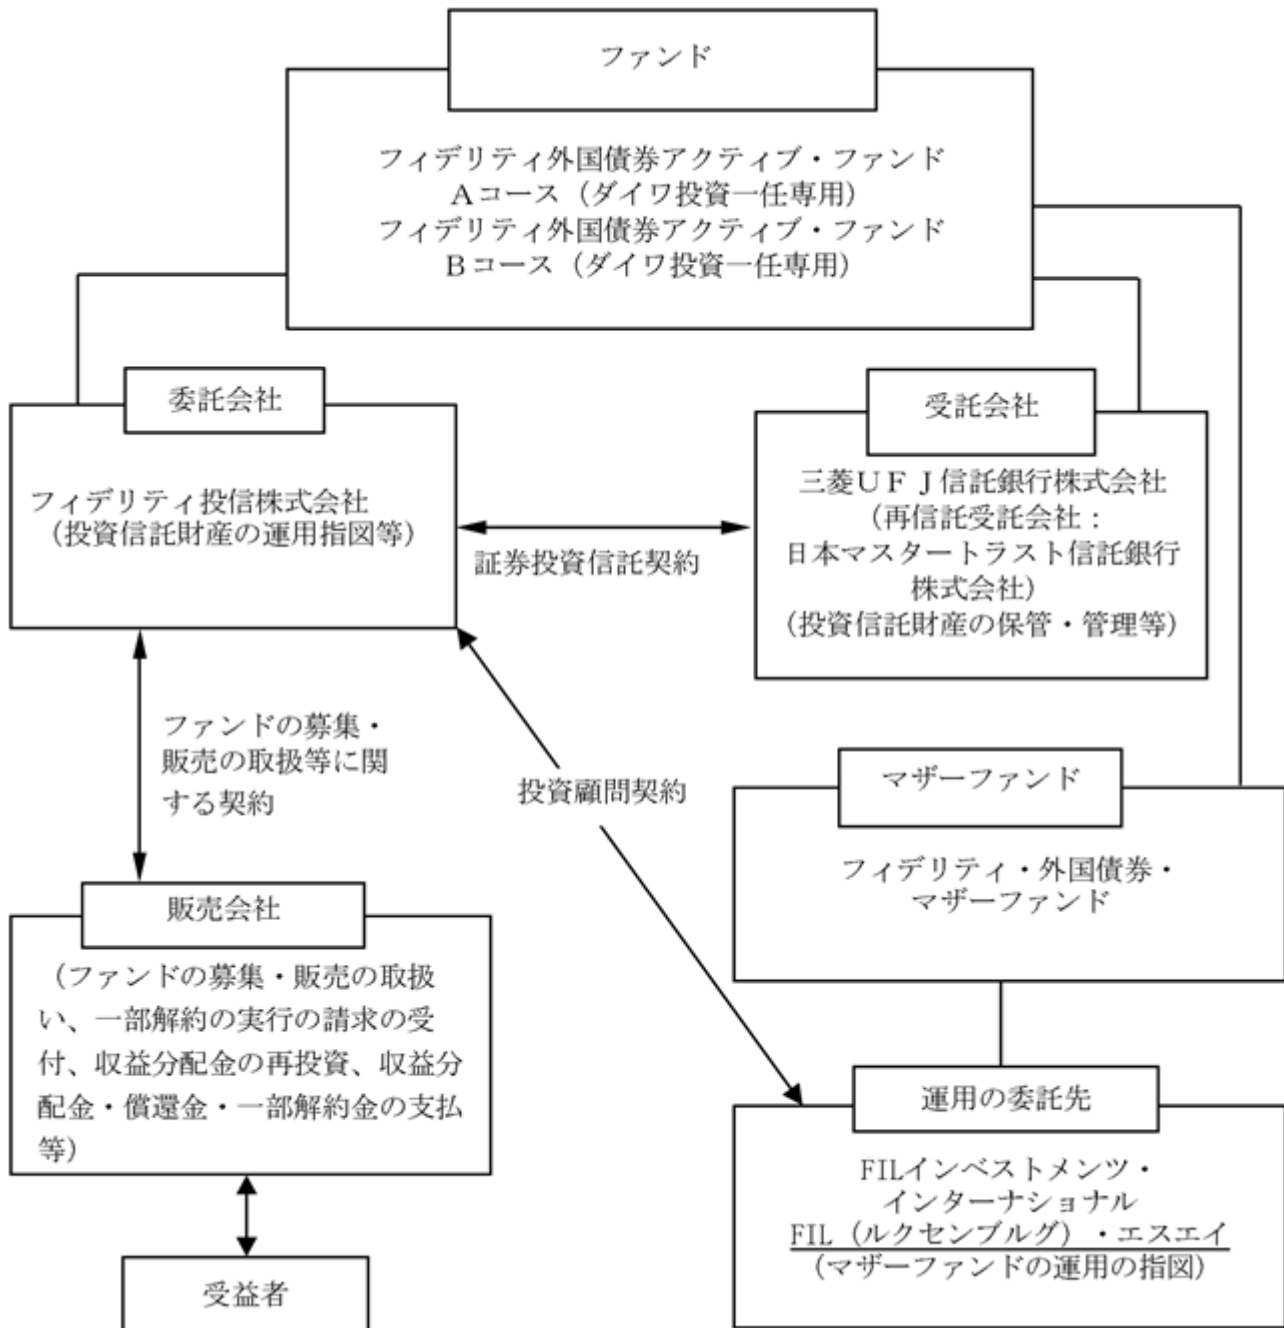 ファンド
フィデリティ外国債券アクティブ・ファンド
Aコース（ダイワ投資一任専用）
フィデリティ外国債券アクティブ・ファンド
Bコース（ダイワ投資一任専用）
委託会社
フィデリティ投信株式会社
（投資信託財産の運用指図等）
証券投資信託契約
受託会社
三菱ＵＦＪ信託銀行株式会社
（再信託受託会社：
日本マスタートラスト信託銀行
株式会社）
（投資信託財産の保管・管理等）
ファンドの募集・
販売の取扱等に関
する契約
投資顧問契約
マザーファンド
フィデリティ・外国債券・
マザーファンド
販売会社
（ファンドの募集・販売の取扱
い、一部解約の実行の請求の受
付、収益分配金の再投資、収益分
配金・償還金・一部解約金の支払
等）
運用の委託先
FILインベストメンツ・
インターナショナル
FIL（ルクセンブルグ）・エスエイ
（マザーファンドの運用の指図）
受益者